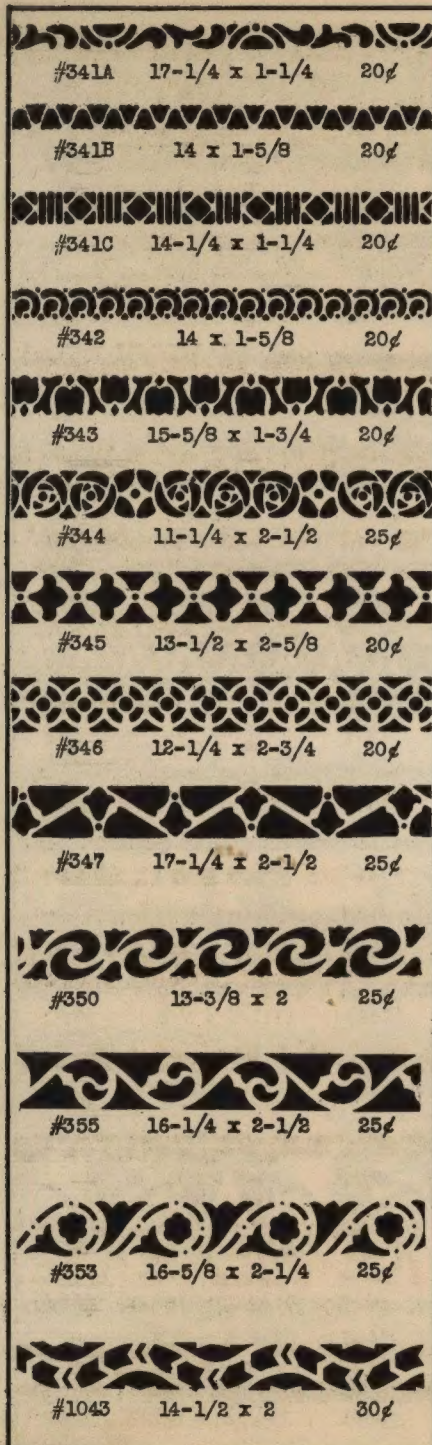 #341A 17-1/4 x 1-1/4 20¢
#341B 14 x 1-5/8 20¢
#341C 14-1/4 x 1-1/4 20¢
#342 14 x 1-5/8 20¢
#343 15-5/8 x 1-3/4 20¢
#344 11-1/4 x 2-1/2 25¢
#345 13-1/2 x 2-5/8 20¢
#346 12-1/4 x 2-3/4 20¢
#347 17-1/4 x 2-1/2 25¢
#350 13-3/8 x 2 25¢
#355 16-1/4 x 2-1/2 25¢
#353 16-5/8 x 2-1/4 25¢
#1043 14-1/2 x 2 30¢